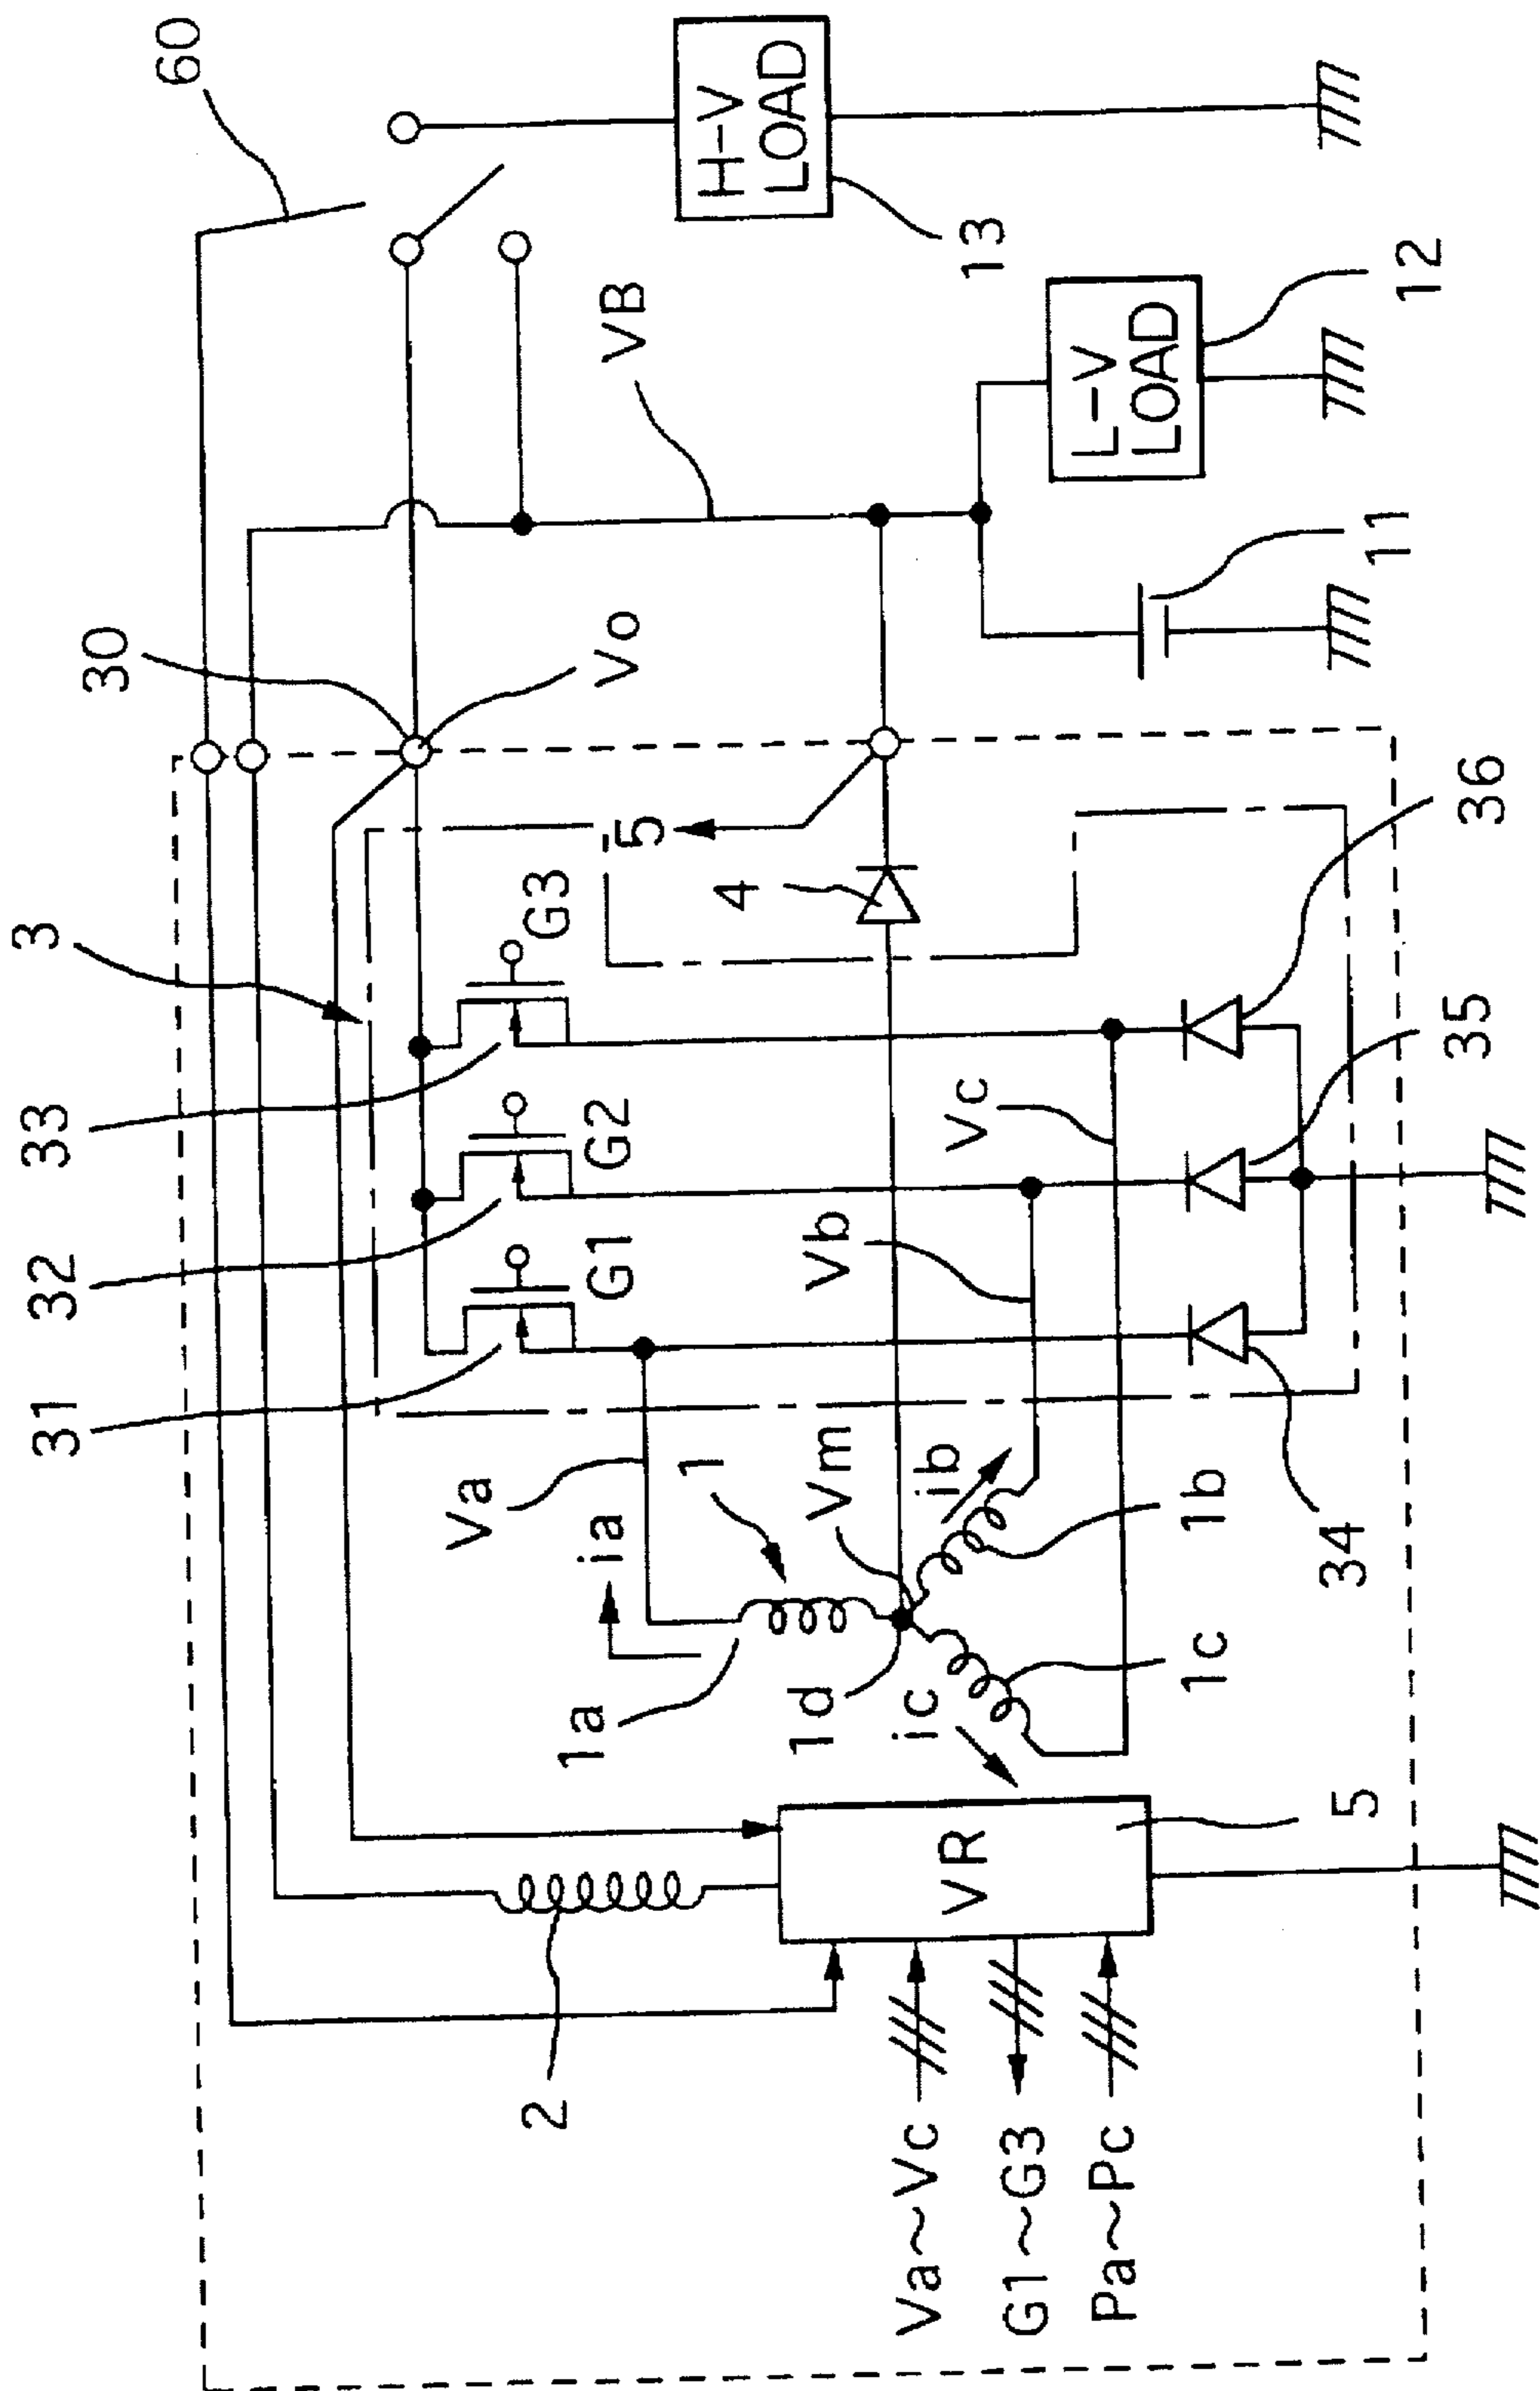 60
H-V
LOAD
13
12
L-V
LOAD
VB
11
30
Vo
36
5
4
3
G3
35
33
Vc
G2
32
Vb
G1
31
34
Va
1
Vm
ib
1b
ia
1a
1d
ic
1c
5
VR
2
Va~Vc
G1~G3
Pa~Pc